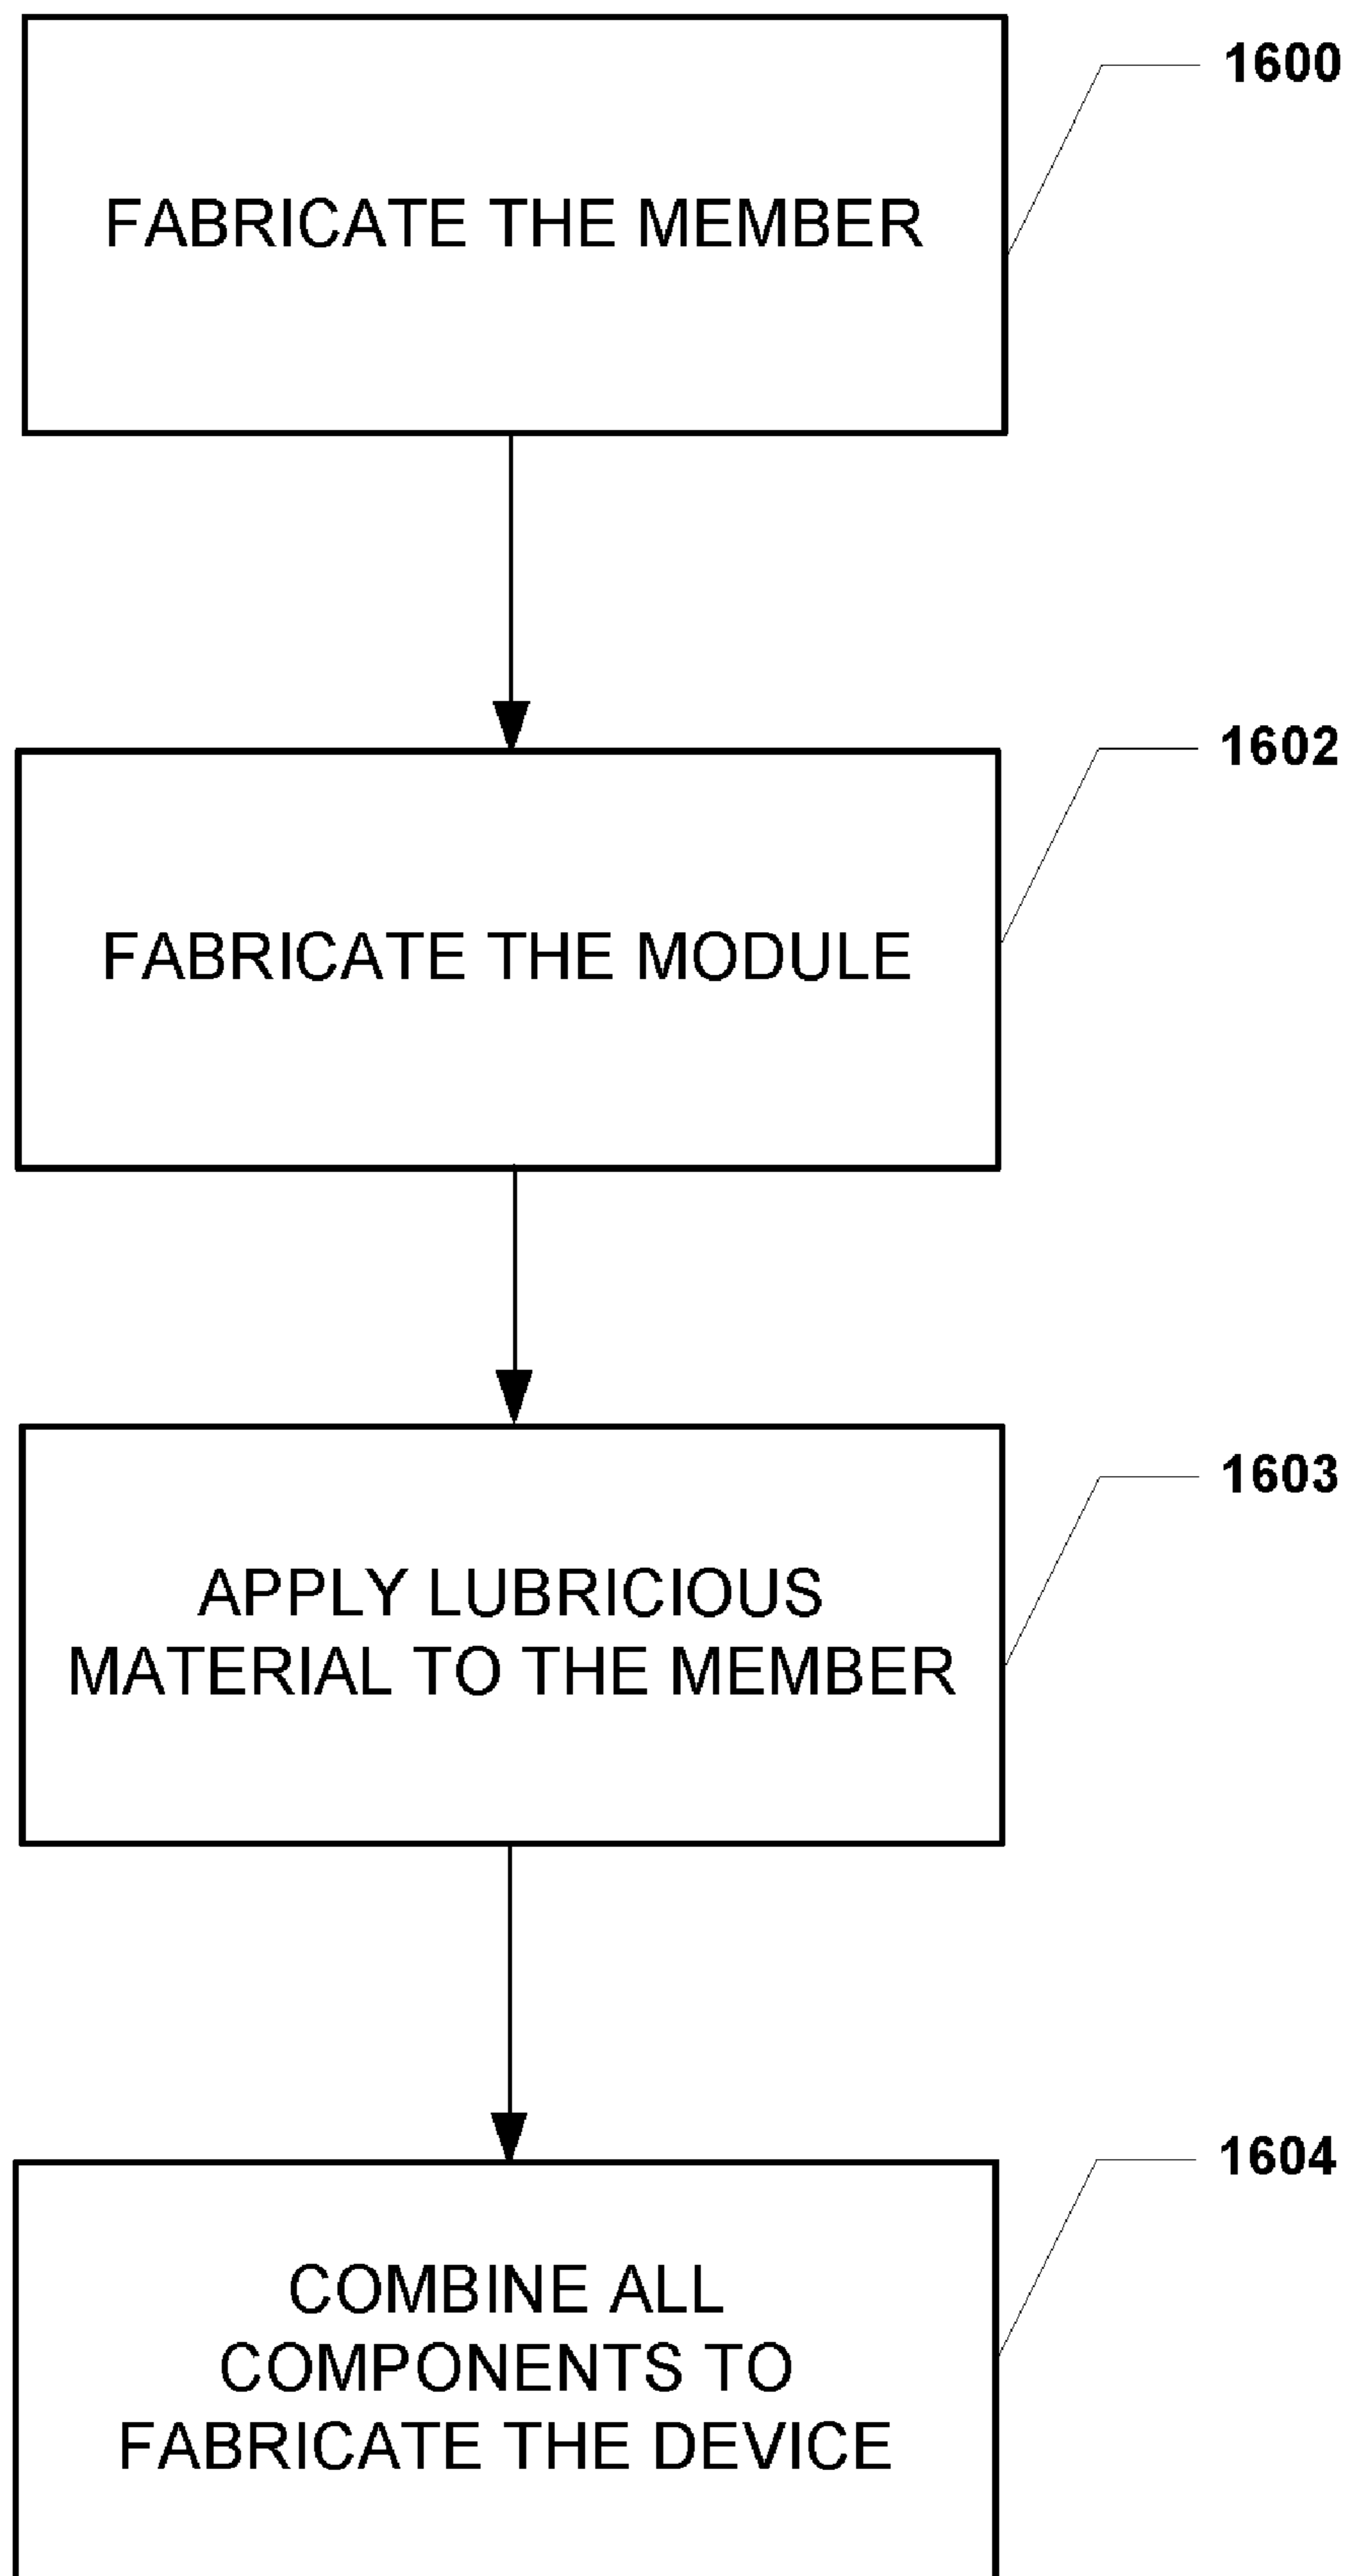 1600
FABRICATE THE MEMBER
1602
FABRICATE THE MODULE
1603
APPLY LUBRICIOUS
MATERIAL TO THE MEMBER
1604
COMBINE ALL
COMPONENTS TO
FABRICATE THE DEVICE